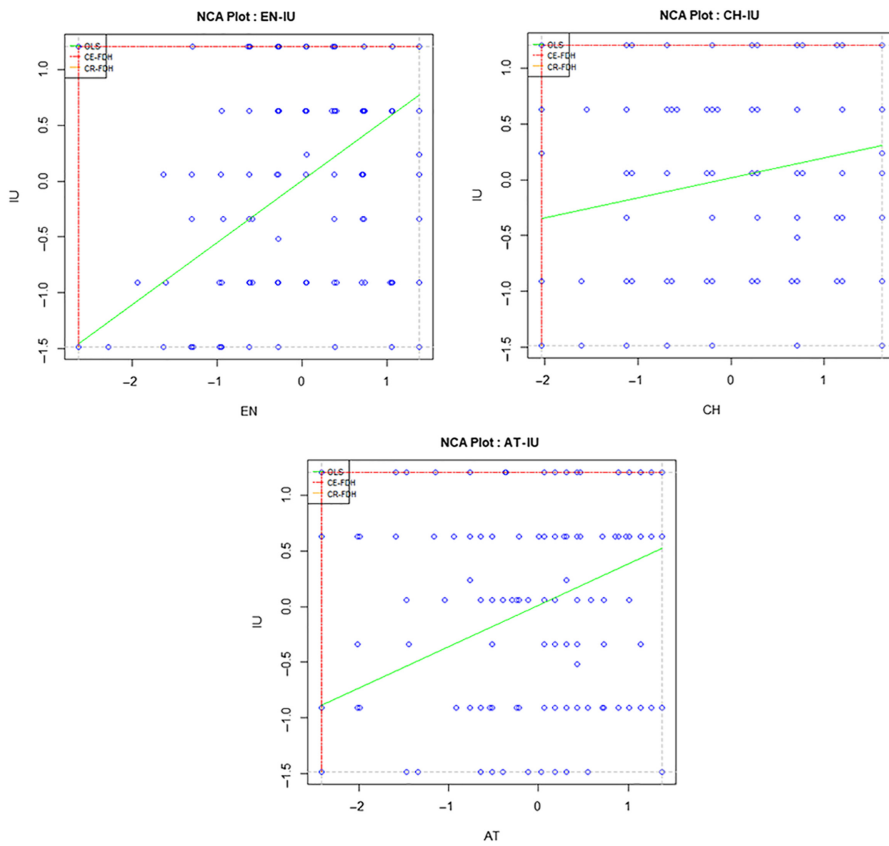 NCA Plot : EN-IU
OLS
CE-FDH
CR-FDH
1.0
0.5
0.0
−0.5
−1.0
−1.5
IU
−2
−1
0
1
EN
NCA Plot : CH-IU
OLS
CE-FDH
CR-FDH
1.0
0.5
0.0
−0.5
−1.0
−1.5
IU
−2
−1
0
1
CH
NCA Plot : AT-IU
OLS
CE-FDH
CR-FDH
1.0
0.5
0.0
−0.5
−1.0
−1.5
IU
−2
−1
0
1
AT